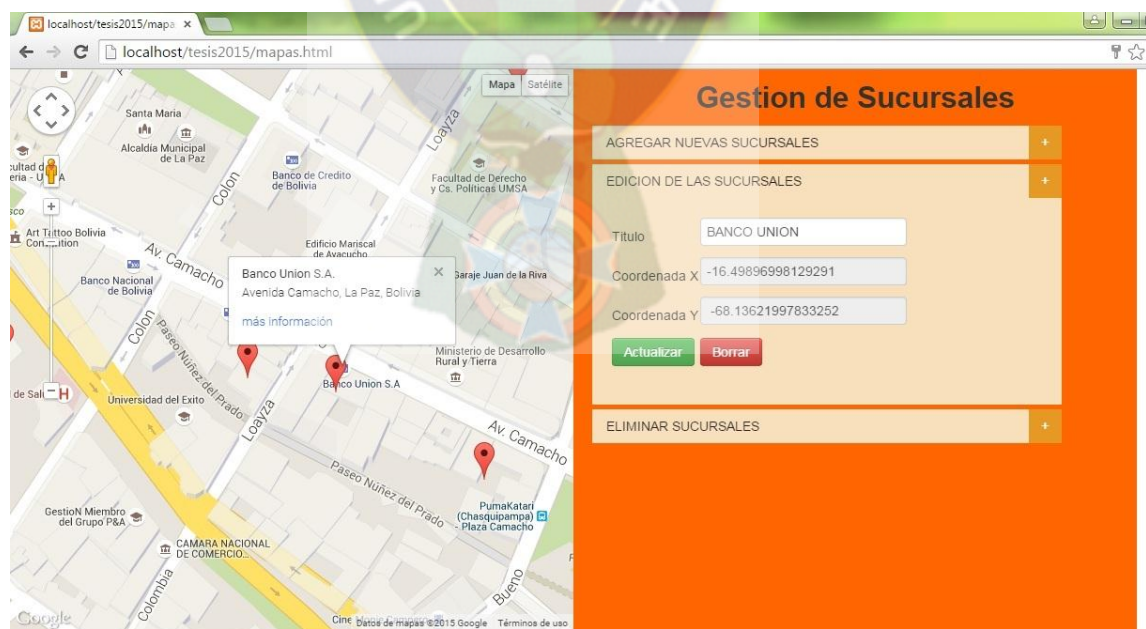 localhost/tesis2015/mapa
localhost/tesis2015/mapas.html
Mapa
Satélite
Santa Maria
Alcaldía Municipal
de La Paz
Colon
Loayza
Banco de Credito
de Bolivia
Facultad de Derecho
y Cs. Políticas UMSA
Art Tattoo Bolivia
Av. Camacho
Edificio Mariscal
de Ayacucho
Banco Nacional
de Bolivia
Banco Union S.A.
Avenida Camacho, La Paz, Bolivia
más información
Garaje Juan de la Riva
Colon
Paseo Nuñez del Prado
Ministerio de Desarrollo
Rural y Tierra
Banco Union S.A
Universidad del Exito
Loayza
Av. Camacho
Paseo Nuñez del Prado
PumaKatari
(Chasquipampa)
- Plaza Camacho
GestioN Miembro
del Grupo P&A
CAMARA NACIONAL
DE COMERCIO...
Colombia
Bueno
Google
Cine
Datos de mapas ©2015 Google
Términos de uso
Gestion de Sucursales
AGREGAR NUEVAS SUCURSALES
+
EDICION DE LAS SUCURSALES
+
Titulo
BANCO UNION
Coordenada X
-16.49896998129291
Coordenada Y
-68.13621997833252
Actualizar
Borrar
ELIMINAR SUCURSALES
+